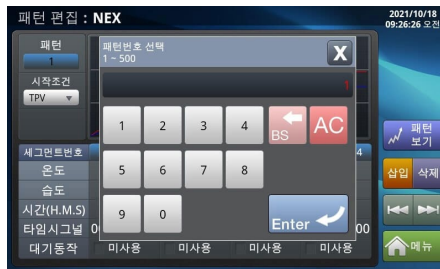 패턴 편집 : NEX
2021/10/18
09:26:26 오전
패턴
1
시작조건
TPV
패턴번호 선택
1 ~ 500
X
1
1 2 3 4 BS AC
5 6 7 8
9 0 Enter
패턴
보기
삽입 삭제
메뉴
세그먼트번호 4
온도
습도
시간(H.M.S)
타임시그널 0 00
대기동작 미사용 미사용 미사용 미사용